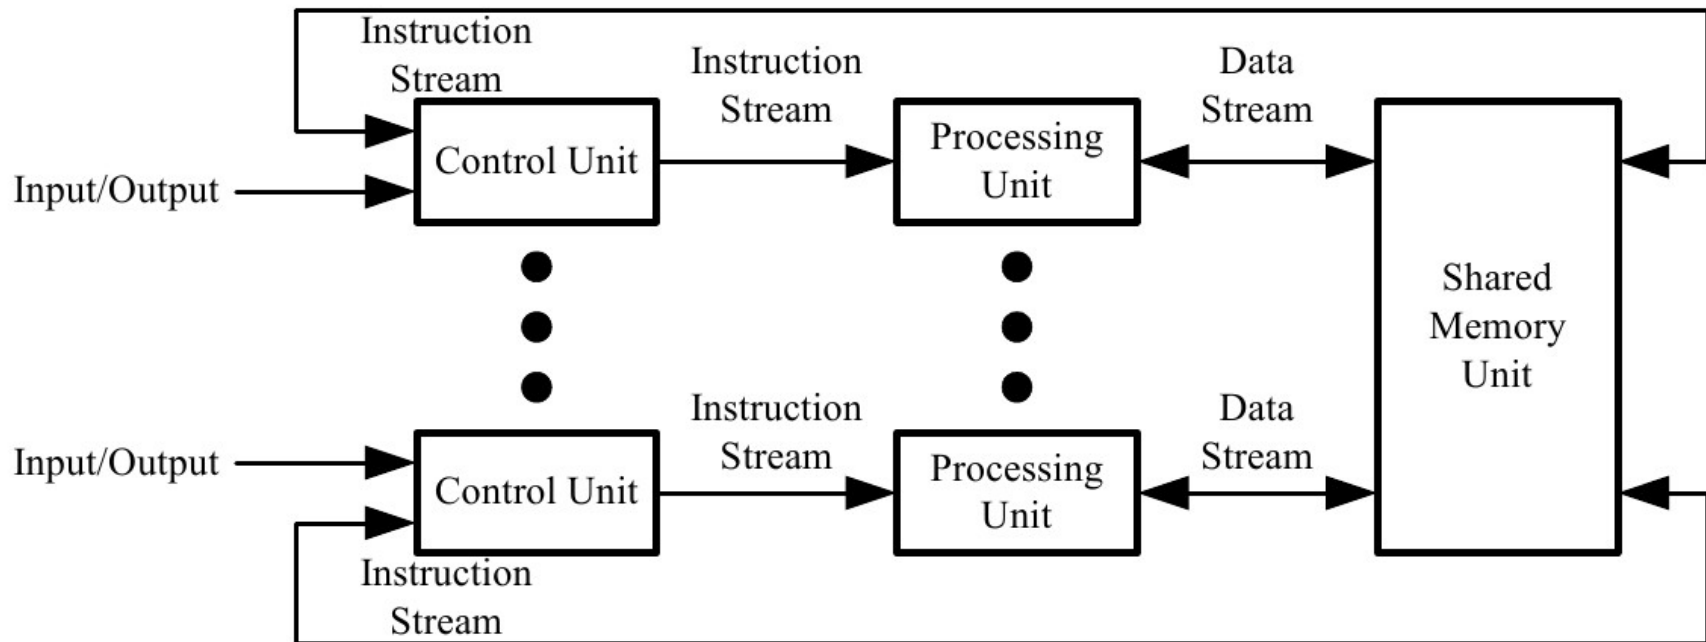 Instruction
Stream
Instruction
Stream
Data
Stream
Control Unit
Processing
Unit
Input/Output
Shared
Memory
Unit
Instruction
Stream
Data
Stream
Input/Output
Control Unit
Processing
Unit
Instruction
Stream